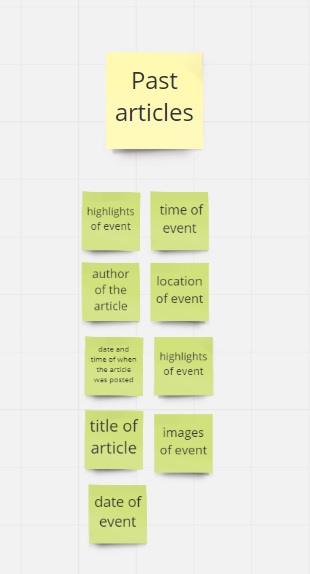 Past
articles
highlights
of event
time of
event
author
of the
article
location
of event
date and
time of when
the article
was posted
highlights
of event
title of
article
images
of event
date of
event